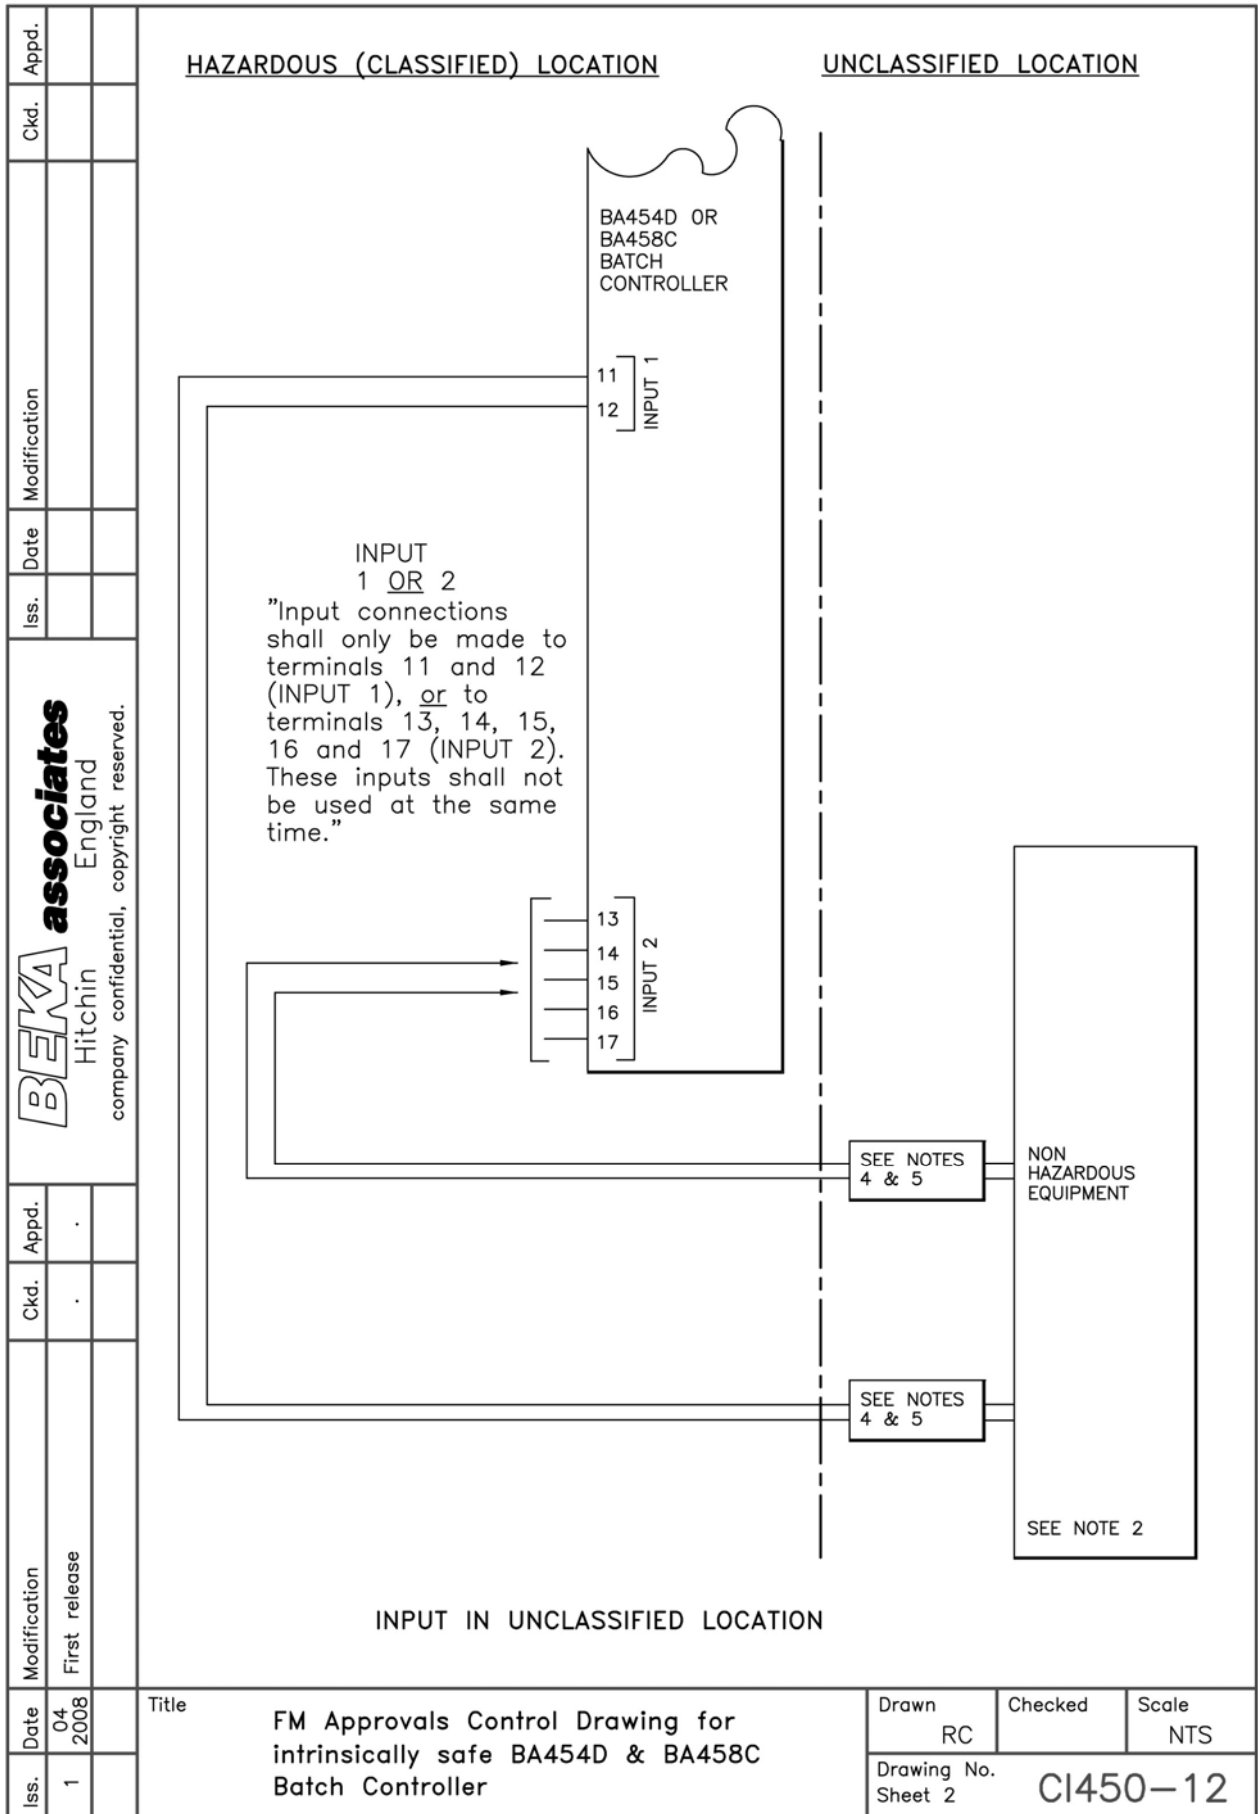 HAZARDOUS (CLASSIFIED) LOCATION
UNCLASSIFIED LOCATION
BA454D OR
BA458C
BATCH
CONTROLLER
11
12
INPUT 1
INPUT
1 OR 2
"Input connections
shall only be made to
terminals 11 and 12
(INPUT 1), or to
terminals 13, 14, 15,
16 and 17 (INPUT 2).
These inputs shall not
be used at the same
time."
13
14
15
16
17
INPUT 2
SEE NOTES
4 & 5
NON
HAZARDOUS
EQUIPMENT
SEE NOTES
4 & 5
SEE NOTE 2
INPUT IN UNCLASSIFIED LOCATION
Iss. Date Modification Ckd. Appd.
BEKA associates
Hitchin England
company confidential, copyright reserved.
Iss. Date Modification Ckd. Appd.
1 04 2008 First release . .
Title
FM Approvals Control Drawing for
intrinsically safe BA454D & BA458C
Batch Controller
Drawn
RC
Checked
Scale
NTS
Drawing No.
Sheet 2
CI450-12